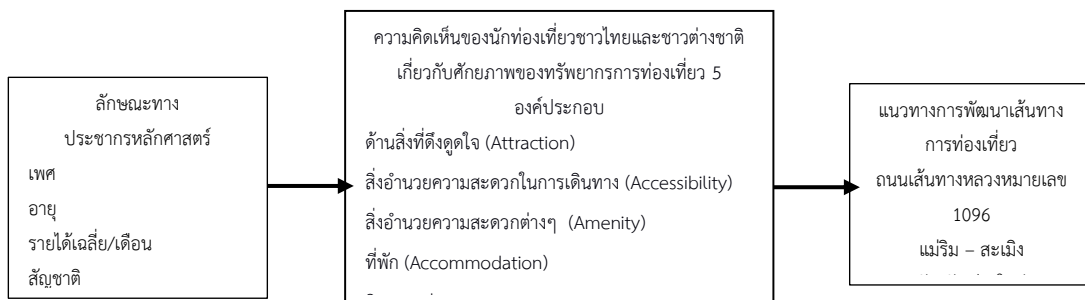 ลักษณะทาง
ประชากรหลักศาสตร์
เพศ
อายุ
รายได้เฉลี่ย/เดือน
สัญชาติ
ความคิดเห็นของนักท่องเที่ยวชาวไทยและชาวต่างชาติ
เกี่ยวกับศักยภาพของทรัพยากรการท่องเที่ยว 5
องค์ประกอบ
ด้านสิ่งที่ดึงดูดใจ (Attraction)
สิ่งอำนวยความสะดวกในการเดินทาง (Accessibility)
สิ่งอำนวยความสะดวกต่างๆ (Amenity)
ที่พัก (Accommodation)
แนวทางการพัฒนาเส้นทาง
การท่องเที่ยว
ถนนเส้นทางหลวงหมายเลข
1096
แม่ริม – สะเมิง